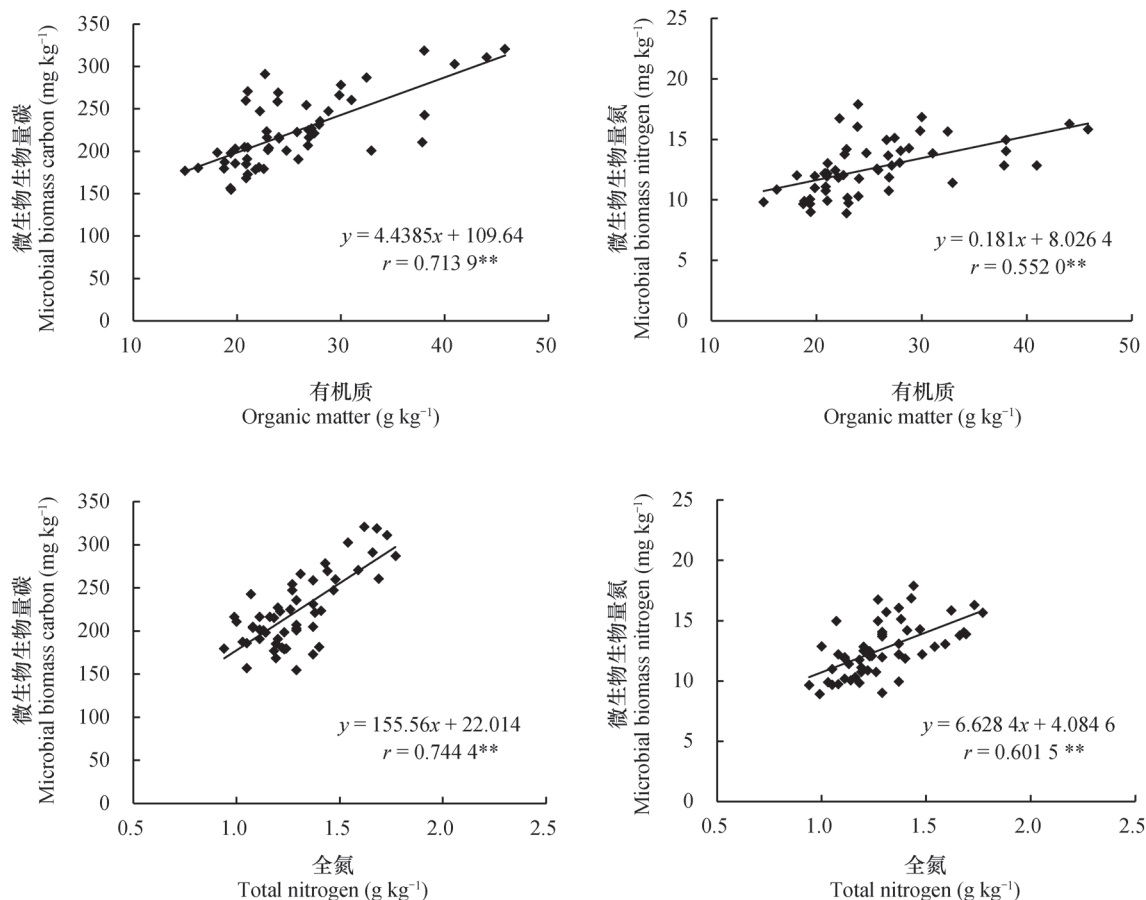 微生物生物量碳
Microbial biomass carbon (mg kg⁻¹)
350
300
250
200
150
100
50
0
y = 4.4385x + 109.64
r = 0.713 9**
10
20
30
40
50
有机质
Organic matter (g kg⁻¹)
微生物生物量氮
Microbial biomass nitrogen (mg kg⁻¹)
25
20
15
10
5
0
y = 0.181x + 8.026 4
r = 0.552 0**
10
20
30
40
50
有机质
Organic matter (g kg⁻¹)
微生物生物量碳
Microbial biomass carbon (mg kg⁻¹)
350
300
250
200
150
100
50
0
y = 155.56x + 22.014
r = 0.744 4**
0.5
1.0
1.5
2.0
2.5
全氮
Total nitrogen (g kg⁻¹)
微生物生物量氮
Microbial biomass nitrogen (mg kg⁻¹)
25
20
15
10
5
0
y = 6.628 4x + 4.084 6
r = 0.601 5 **
0.5
1.0
1.5
2.0
2.5
全氮
Total nitrogen (g kg⁻¹)